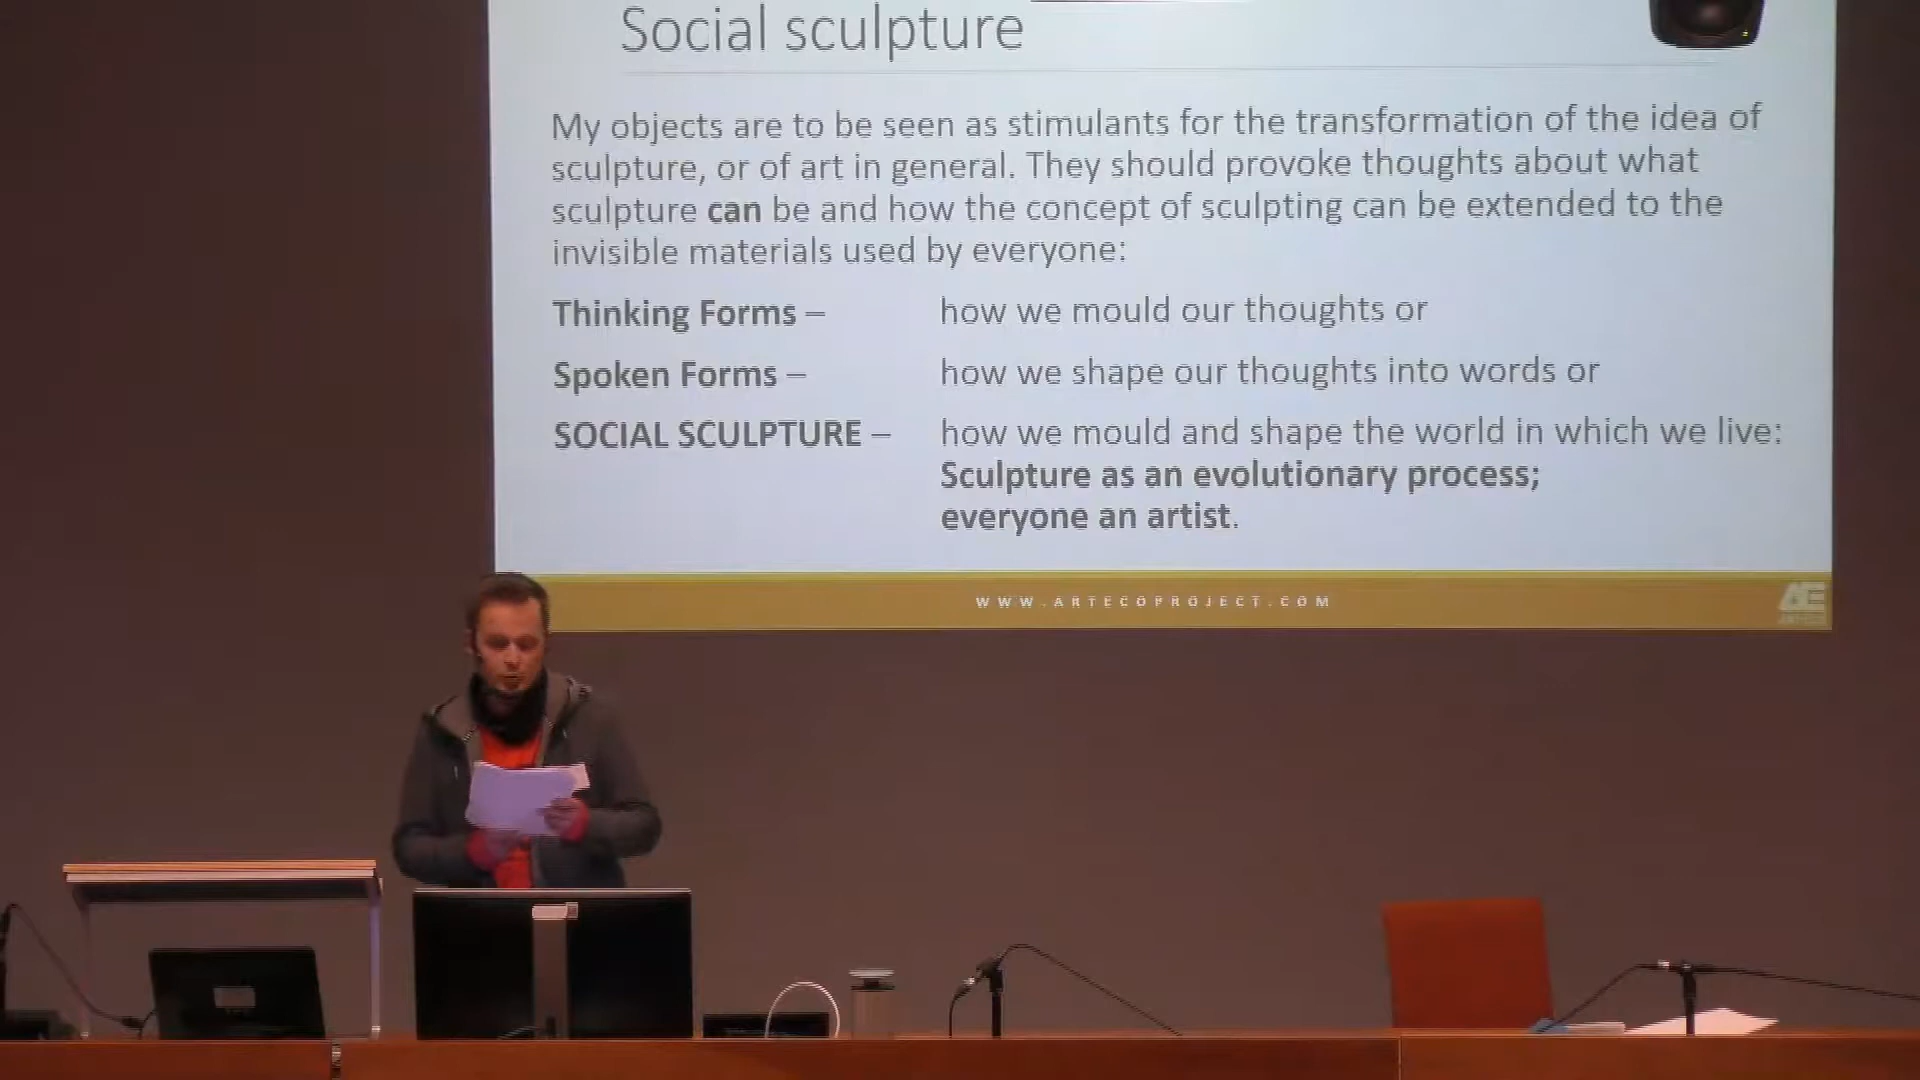 Social sculpture
My objects are to be seen as stimulants for the transformation of the idea of
sculpture, or of art in general. They should provoke thoughts about what
sculpture can be and how the concept of sculpting can be extended to the
invisible materials used by everyone:
Thinking Forms – how we mould our thoughts or
Spoken Forms – how we shape our thoughts into words or
SOCIAL SCULPTURE – how we mould and shape the world in which we live:
Sculpture as an evolutionary process;
everyone an artist.
WWW.ARTECOPROJECT.COM
AE